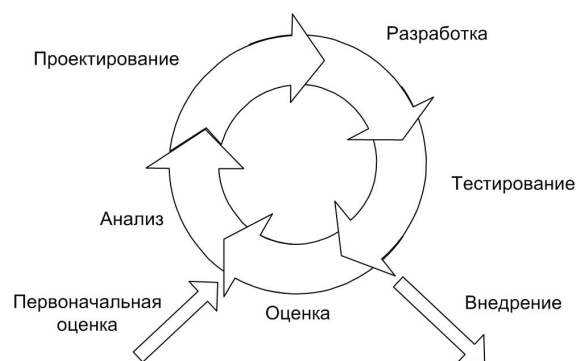 Разработка
Проектирование
Тестирование
Анализ
Первоначальная
оценка
Оценка
Внедрение